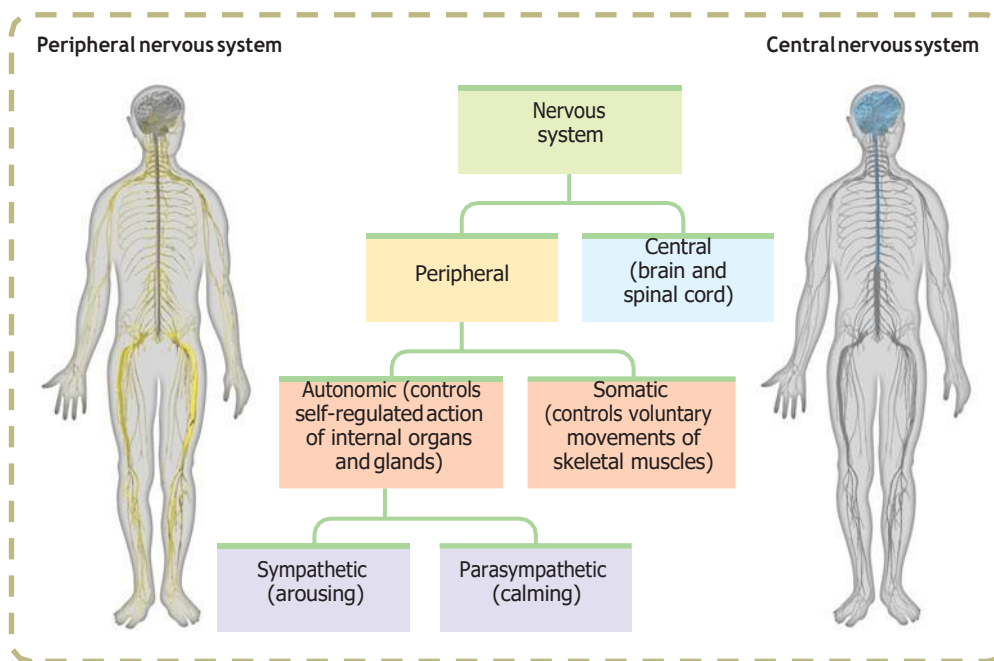 Peripheral nervous system
Central nervous system
Nervous
system
Peripheral
Central
(brain and
spinal cord)
Autonomic (controls
self-regulated action
of internal organs
and glands)
Somatic
(controls voluntary
movements of
skeletal muscles)
Sympathetic
(arousing)
Parasympathetic
(calming)